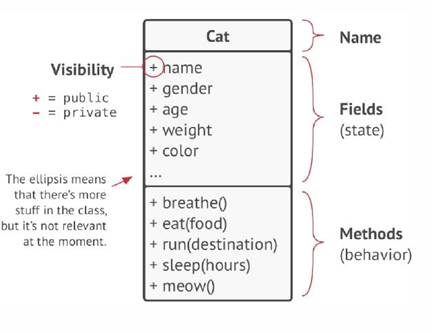 Cat
Name
Visibility
+ = public
− = private
+ name
+ gender
+ age
+ weight
+ color
...
Fields
(state)
The ellipsis means
that there's more
stuff in the class,
but it's not relevant
at the moment.
+ breathe()
+ eat(food)
+ run(destination)
+ sleep(hours)
+ meow()
Methods
(behavior)